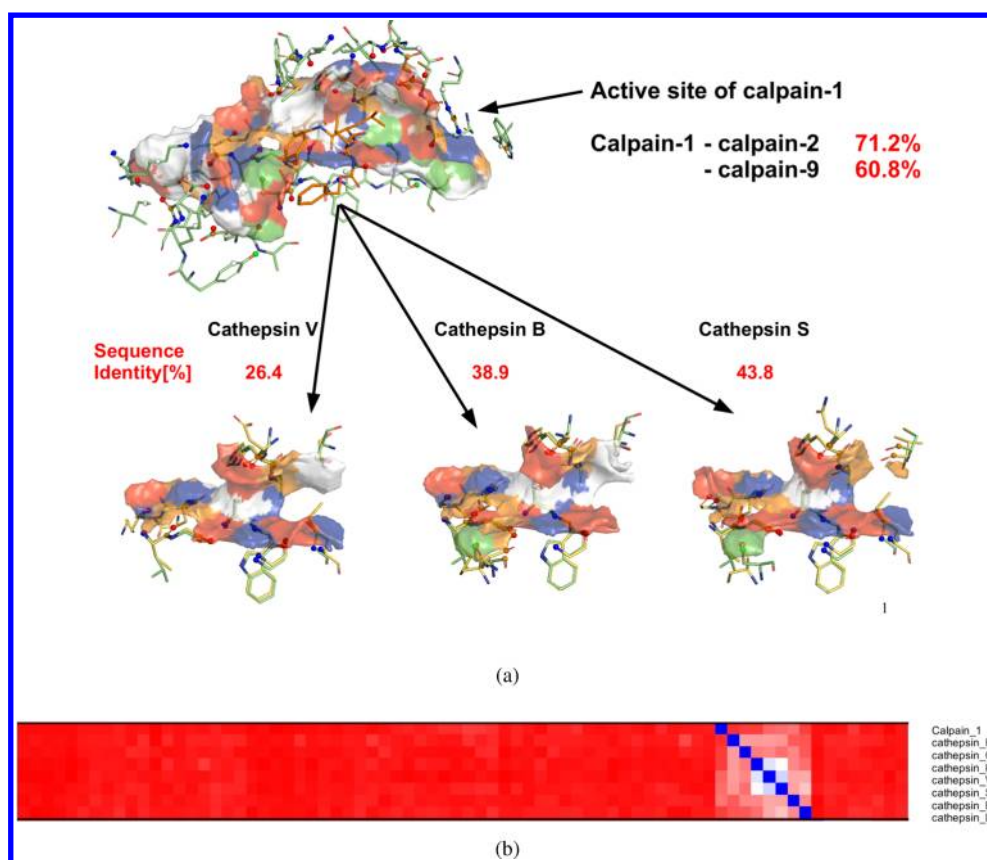 Active site of calpain-1
Calpain-1 - calpain-2 71.2%
- calpain-9 60.8%
Cathepsin V Cathepsin B Cathepsin S
Sequence
Identity[%] 26.4 38.9 43.8
1
(a)
Calpain_1
(b)